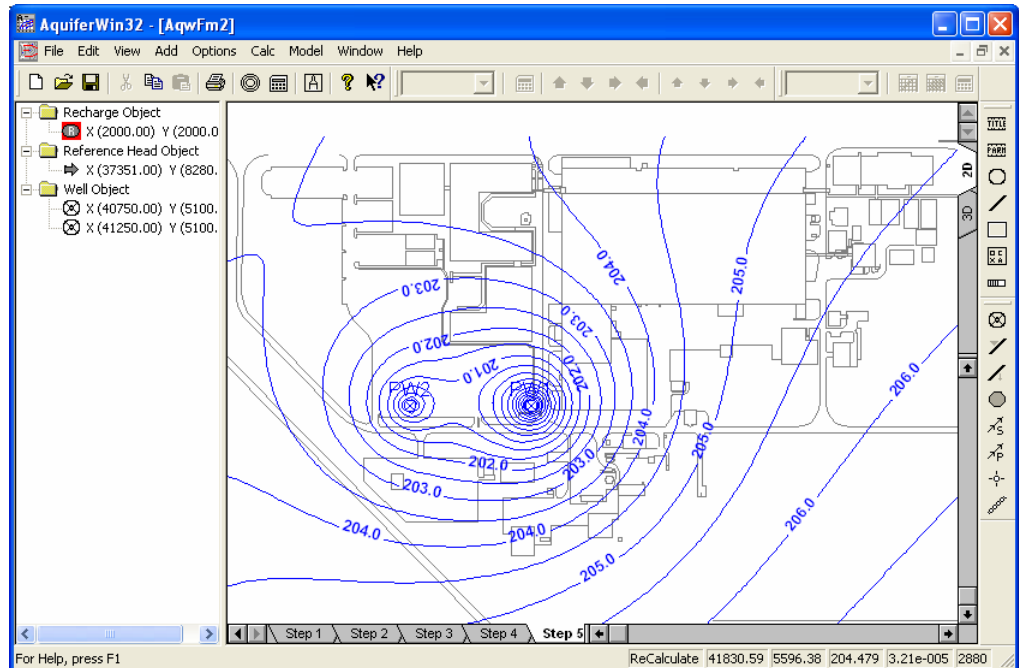 AquiferWin32 - [AqwFm2]
File Edit View Add Options Calc Model Window Help
Recharge Object
R X (2000.00) Y (2000.0
Reference Head Object
X (37351.00) Y (8280.
Well Object
X (40750.00) Y (5100.
X (41250.00) Y (5100.
204.0
205.0
203.0
203.0
202.0
202.0
201.0
206.0
PW2
204.0
205.0
202.0
203.0
203.0
204.0
204.0
206.0
205.0
2D
3D
TITLE
PARM
S
P
Step 1 Step 2 Step 3 Step 4 Step 5
For Help, press F1
ReCalculate 41830.59 5596.38 204.479 3.21e-005 2880